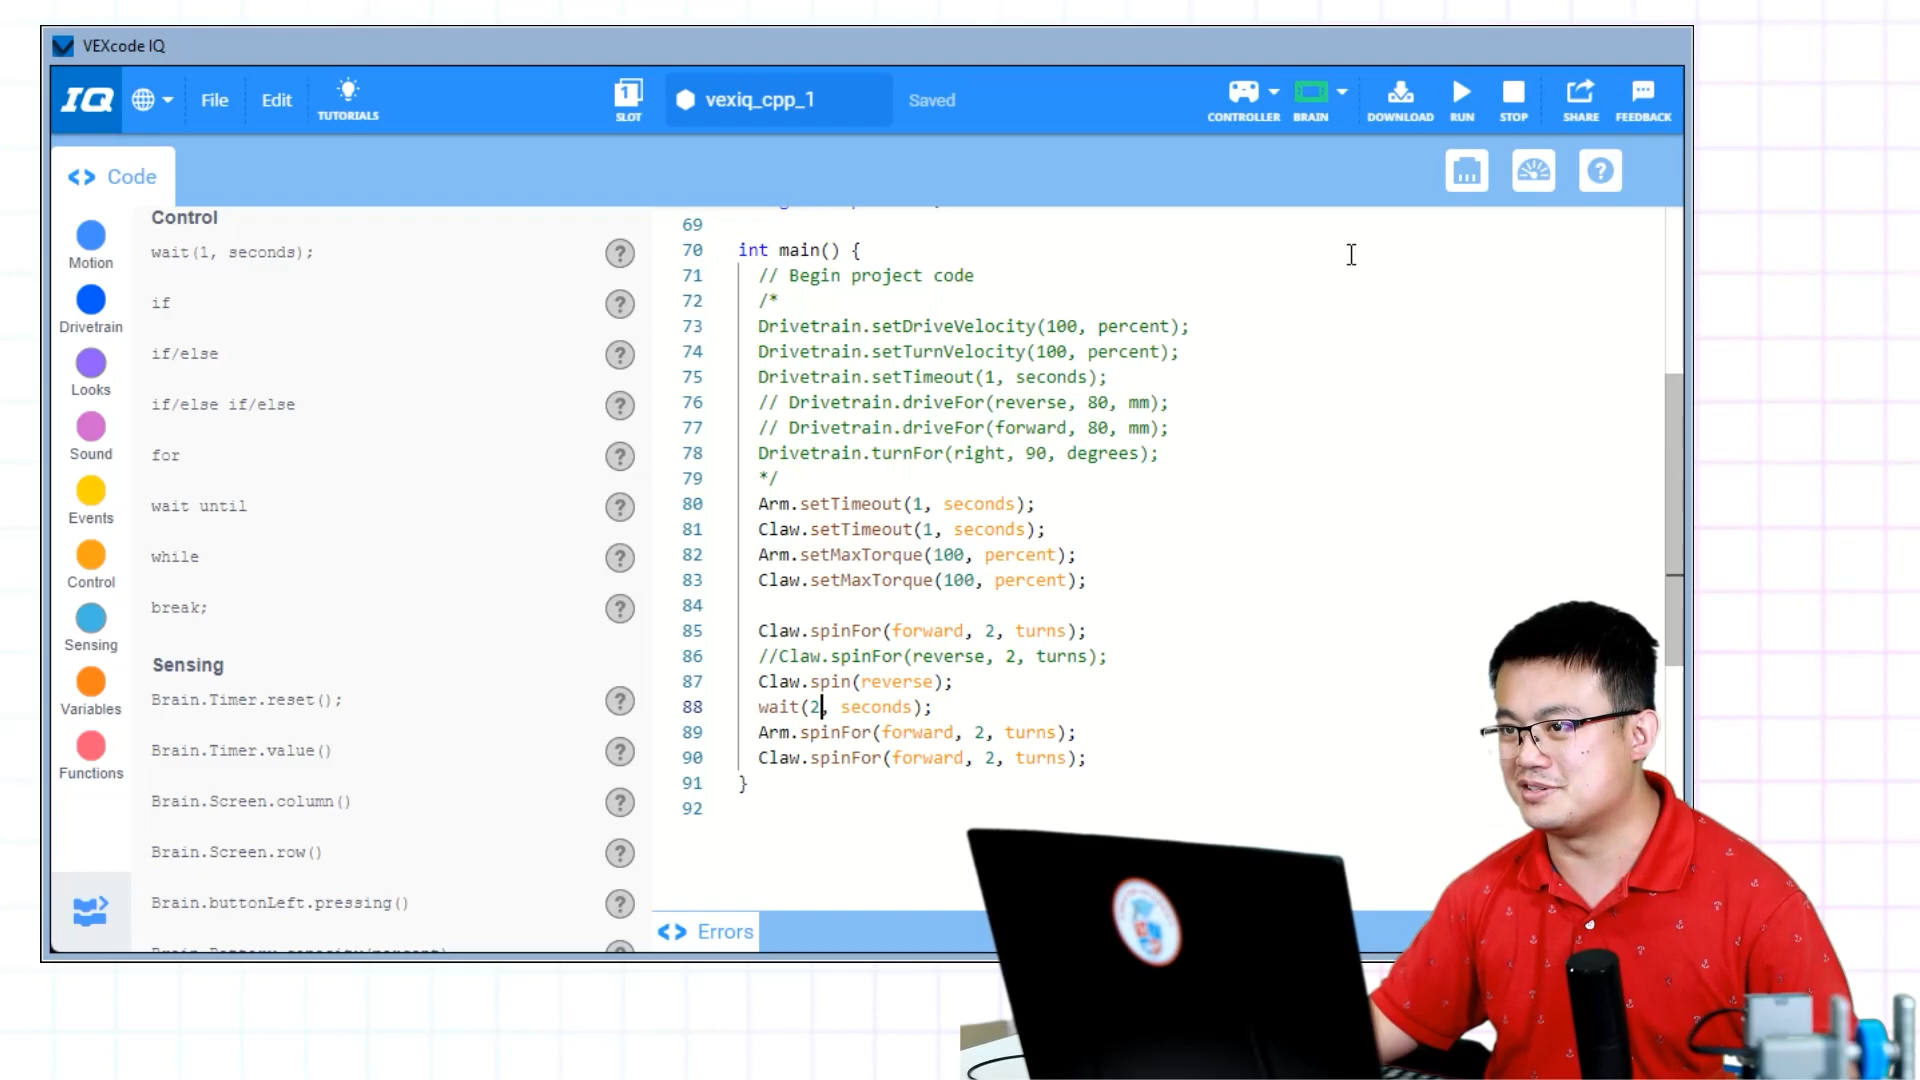 VEXcode IQ
IQ
File
Edit
TUTORIALS
1
SLOT
vexiq_cpp_1
Saved
CONTROLLER
BRAIN
DOWNLOAD
RUN
STOP
SHARE
FEEDBACK
<> Code
Motion
Drivetrain
Looks
Sound
Events
Control
Sensing
Variables
Functions
Control
wait(1, seconds);
if
if/else
if/else if/else
for
wait until
while
break;
Sensing
Brain.Timer.reset();
Brain.Timer.value()
Brain.Screen.column()
Brain.Screen.row()
Brain.buttonLeft.pressing()
69
70 int main() {
71 // Begin project code
72 /*
73 Drivetrain.setDriveVelocity(100, percent);
74 Drivetrain.setTurnVelocity(100, percent);
75 Drivetrain.setTimeout(1, seconds);
76 // Drivetrain.driveFor(reverse, 80, mm);
77 // Drivetrain.driveFor(forward, 80, mm);
78 Drivetrain.turnFor(right, 90, degrees);
79 */
80 Arm.setTimeout(1, seconds);
81 Claw.setTimeout(1, seconds);
82 Arm.setMaxTorque(100, percent);
83 Claw.setMaxTorque(100, percent);
84
85 Claw.spinFor(forward, 2, turns);
86 //Claw.spinFor(reverse, 2, turns);
87 Claw.spin(reverse);
88 wait(2, seconds);
89 Arm.spinFor(forward, 2, turns);
90 Claw.spinFor(forward, 2, turns);
91 }
92
<> Errors